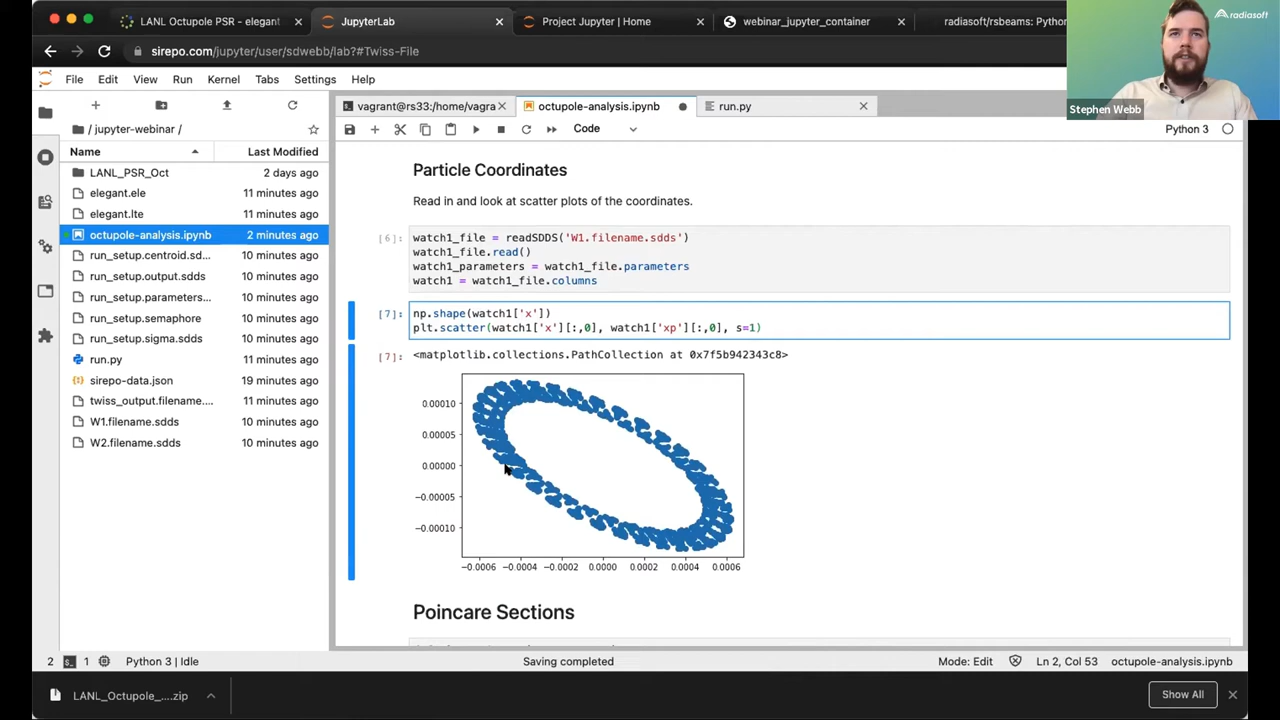 LANL Octupole PSR - elegant
JupyterLab
Project Jupyter | Home
webinar_jupyter_container
radiasoft/rsbeams: Python
radiasoft
sirepo.com/jupyter/user/sdwebb/lab?#Twiss-File
File Edit View Run Kernel Tabs Settings Help
Stephen Webb
vagrant@rs33:/home/vagra
octupole-analysis.ipynb
run.py
/ jupyter-webinar /
Code
Python 3
Name Last Modified
LANL_PSR_Oct 2 days ago
elegant.ele 11 minutes ago
elegant.lte 11 minutes ago
octupole-analysis.ipynb 2 minutes ago
run_setup.centroid.sd... 10 minutes ago
run_setup.output.sdds 10 minutes ago
run_setup.parameters... 10 minutes ago
run_setup.semaphore 10 minutes ago
run_setup.sigma.sdds 10 minutes ago
run.py 10 minutes ago
sirepo-data.json 19 minutes ago
twiss_output.filename.... 11 minutes ago
W1.filename.sdds 10 minutes ago
W2.filename.sdds 10 minutes ago
Particle Coordinates
Read in and look at scatter plots of the coordinates.
[6]:
watch1_file = readSDDS('W1.filename.sdds')
watch1_file.read()
watch1_parameters = watch1_file.parameters
watch1 = watch1_file.columns
[7]:
np.shape(watch1['x'])
plt.scatter(watch1['x'][:,0], watch1['xp'][:,0], s=1)
[7]:
<matplotlib.collections.PathCollection at 0x7f5b942343c8>
0.00010
0.00005
0.00000
−0.00005
−0.00010
−0.0006 −0.0004 −0.0002 0.0000 0.0002 0.0004 0.0006
Poincare Sections
2 1 Python 3 | Idle
Saving completed
Mode: Edit
Ln 2, Col 53
octupole-analysis.ipynb
LANL_Octupole_....zip
Show All